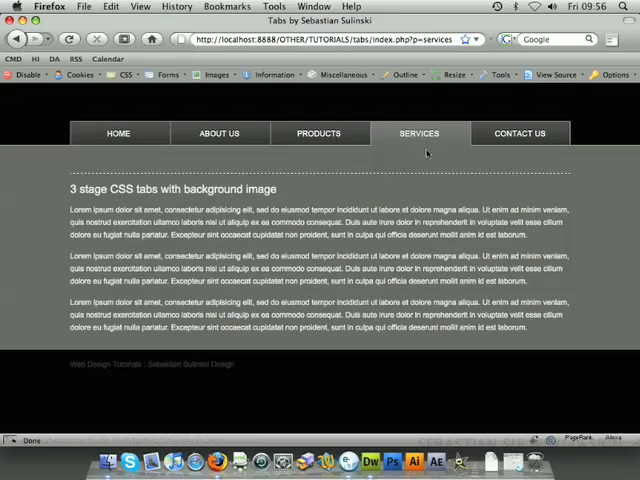 Firefox File Edit View History Bookmarks Tools Window Help Fri 09:56
Tabs by Sebastian Sulinski
http://localhost:8888/OTHER/TUTORIALS/tabs/index.php?p=services Google
CMD HI DA RSS Calendar
Disable Cookies CSS Forms Images Information Miscellaneous Outline Resize Tools View Source Options
HOME ABOUT US PRODUCTS SERVICES CONTACT US
3 stage CSS tabs with background image
Lorem ipsum dolor sit amet, consectetur adipisicing elit, sed do eiusmod tempor incididunt ut labore et dolore magna aliqua. Ut enim ad minim veniam,
quis nostrud exercitation ullamco laboris nisi ut aliquip ex ea commodo consequat. Duis aute irure dolor in reprehenderit in voluptate velit esse cillum
dolore eu fugiat nulla pariatur. Excepteur sint occaecat cupidatat non proident, sunt in culpa qui officia deserunt mollit anim id est laborum.
Lorem ipsum dolor sit amet, consectetur adipisicing elit, sed do eiusmod tempor incididunt ut labore et dolore magna aliqua. Ut enim ad minim veniam,
quis nostrud exercitation ullamco laboris nisi ut aliquip ex ea commodo consequat. Duis aute irure dolor in reprehenderit in voluptate velit esse cillum
dolore eu fugiat nulla pariatur. Excepteur sint occaecat cupidatat non proident, sunt in culpa qui officia deserunt mollit anim id est laborum.
Lorem ipsum dolor sit amet, consectetur adipisicing elit, sed do eiusmod tempor incididunt ut labore et dolore magna aliqua. Ut enim ad minim veniam,
quis nostrud exercitation ullamco laboris nisi ut aliquip ex ea commodo consequat. Duis aute irure dolor in reprehenderit in voluptate velit esse cillum
dolore eu fugiat nulla pariatur. Excepteur sint occaecat cupidatat non proident, sunt in culpa qui officia deserunt mollit anim id est laborum.
Web Design Tutorials : Sebastian Sulinski Design
Done PageRank Alexa
Dw Ps Ai AE